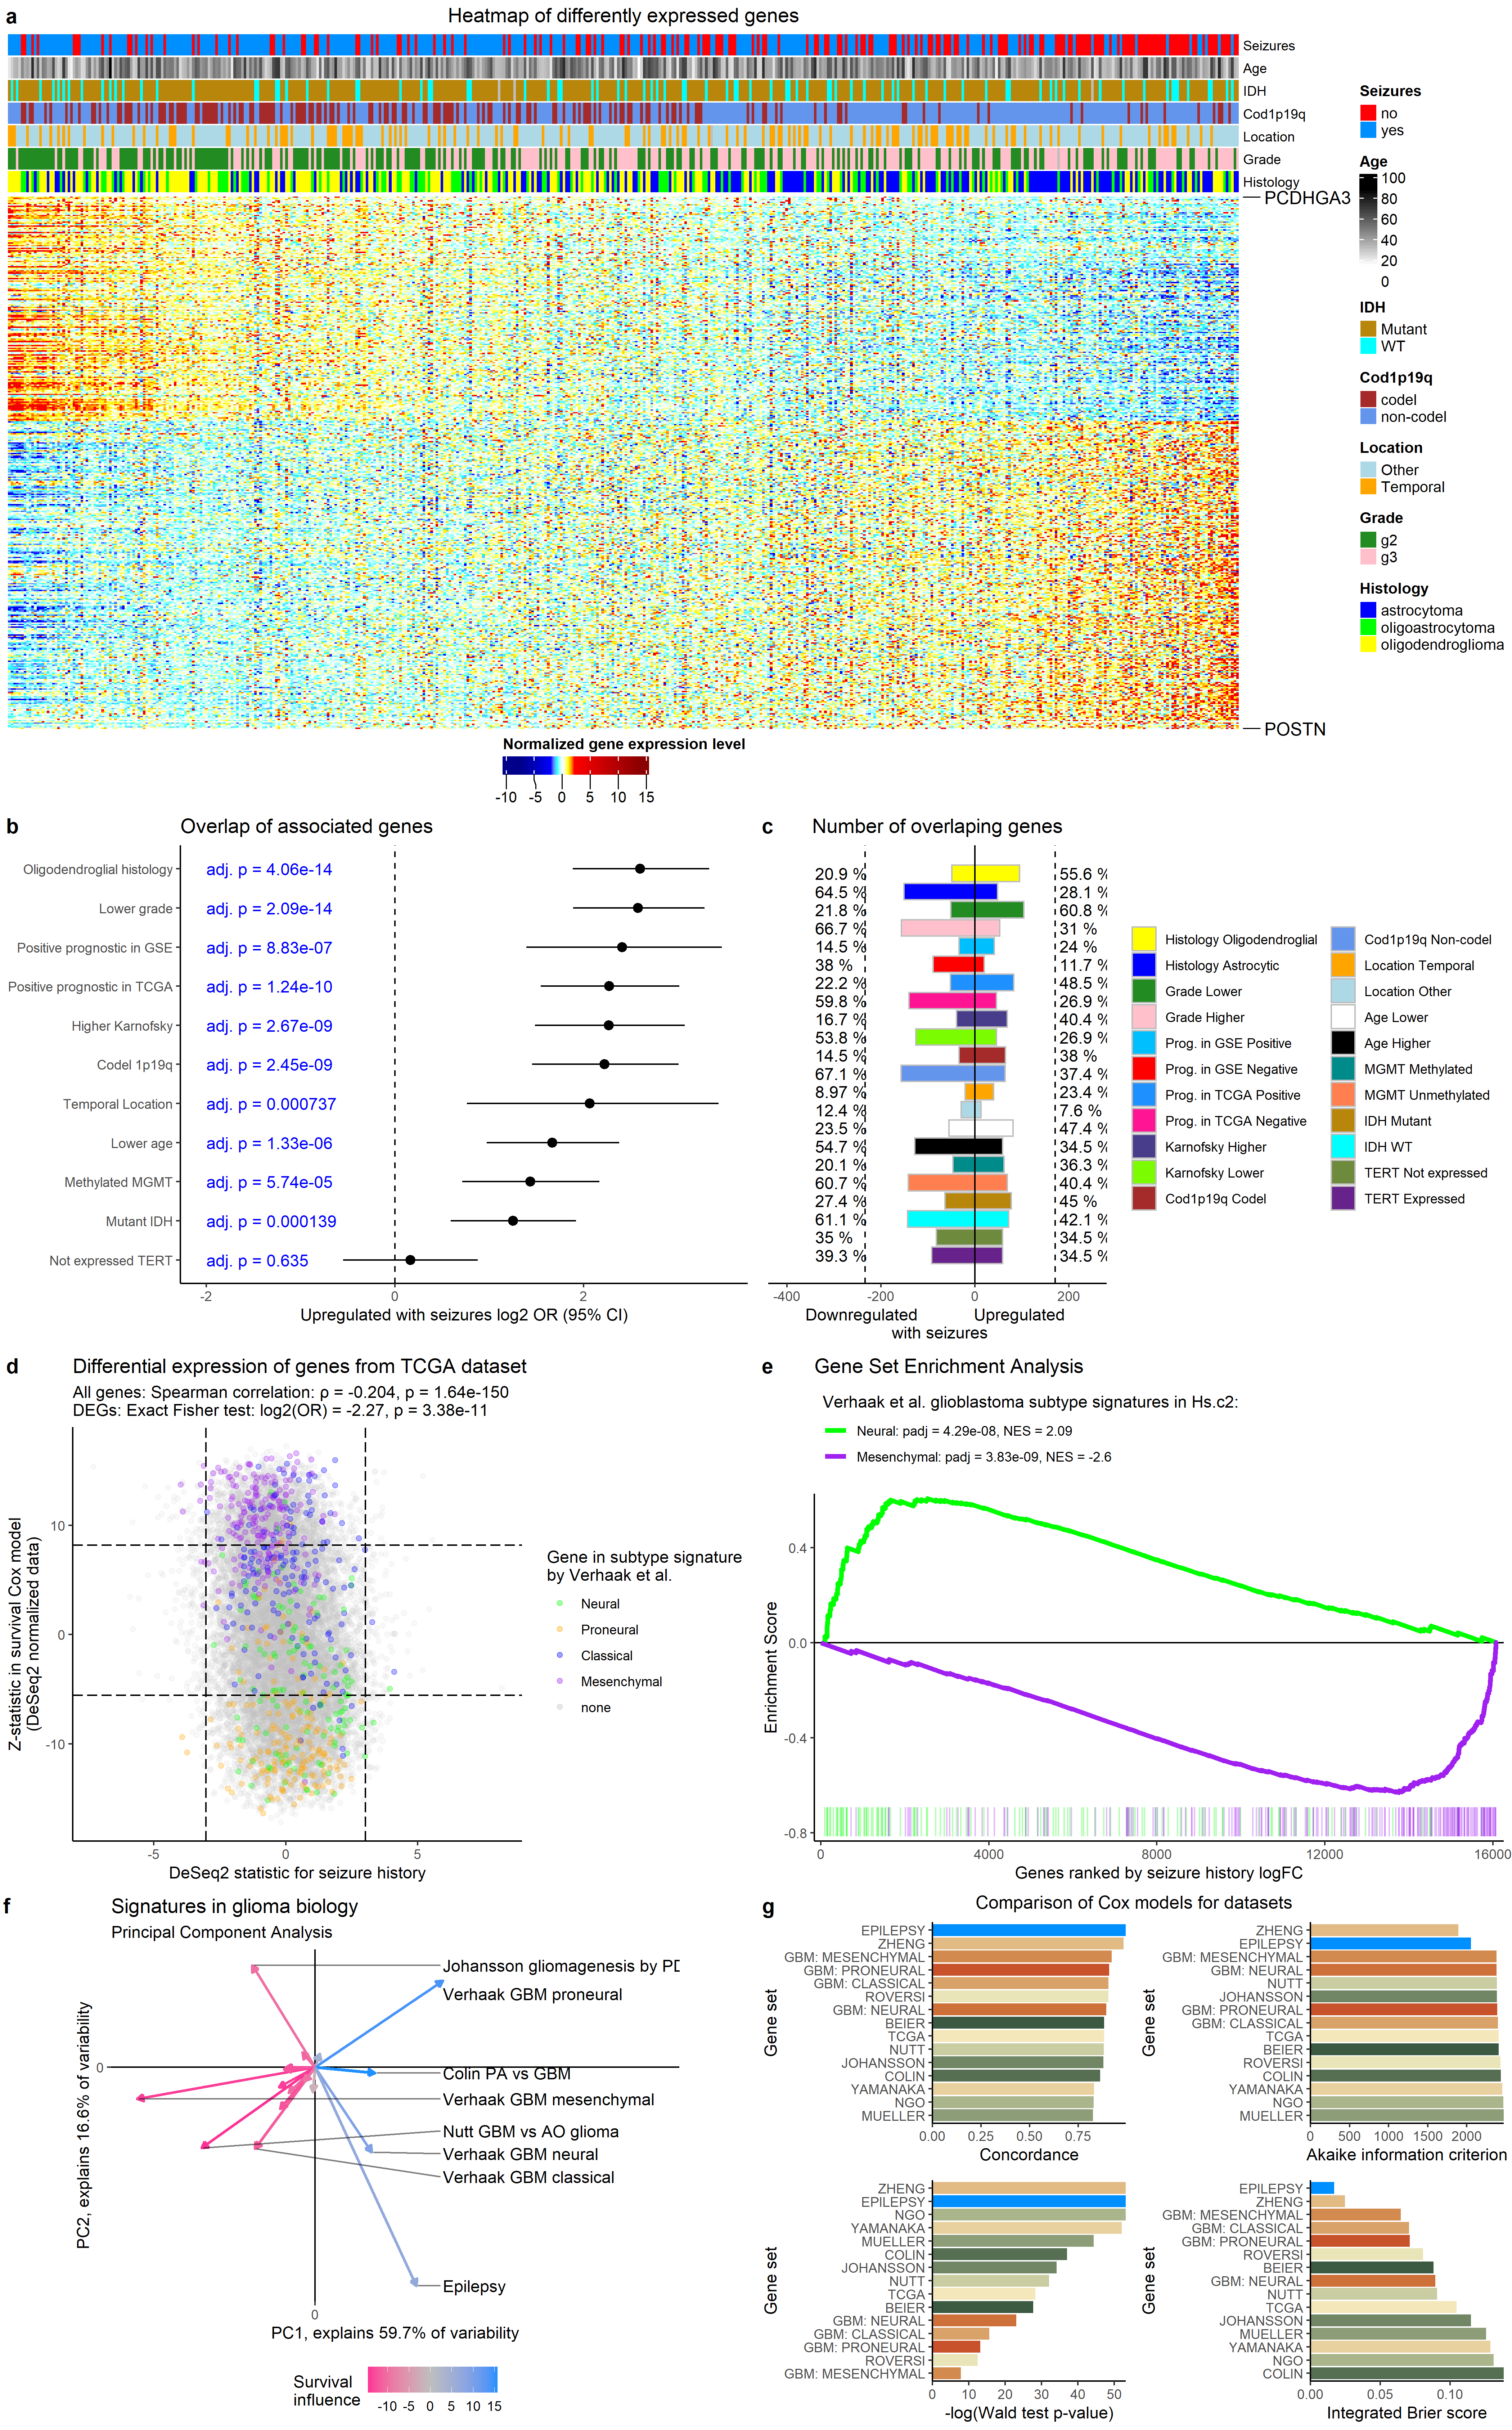 a
Heatmap of differently expressed genes
Seizures
Age
IDH
Cod1p19q
Location
Grade
Histology
PCDHGA3
POSTN
Seizures
no
yes
Age
100
80
60
40
20
0
IDH
Mutant
WT
Cod1p19q
codel
non-codel
Location
Other
Temporal
Grade
g2
g3
Histology
astrocytoma
oligoastrocytoma
oligodendroglioma
Normalized gene expression level
-10 -5 0 5 10 15
b
Overlap of associated genes
Oligodendroglial histology adj. p = 4.06e-14
Lower grade adj. p = 2.09e-14
Positive prognostic in GSE adj. p = 8.83e-07
Positive prognostic in TCGA adj. p = 1.24e-10
Higher Karnofsky adj. p = 2.67e-09
Codel 1p19q adj. p = 2.45e-09
Temporal Location adj. p = 0.000737
Lower age adj. p = 1.33e-06
Methylated MGMT adj. p = 5.74e-05
Mutant IDH adj. p = 0.000139
Not expressed TERT adj. p = 0.635
-2 0 2
Upregulated with seizures log2 OR (95% CI)
c
Number of overlaping genes
20.9 % 55.6 %
64.5 % 28.1 %
21.8 % 60.8 %
66.7 % 31 %
14.5 % 24 %
38 % 11.7 %
22.2 % 48.5 %
59.8 % 26.9 %
16.7 % 40.4 %
53.8 % 26.9 %
14.5 % 38 %
67.1 % 37.4 %
8.97 % 23.4 %
12.4 % 7.6 %
23.5 % 47.4 %
54.7 % 34.5 %
20.1 % 36.3 %
60.7 % 40.4 %
27.4 % 45 %
61.1 % 42.1 %
35 % 34.5 %
39.3 % 34.5 %
-400 -200 0 200
Downregulated Upregulated
with seizures
Histology Oligodendroglial
Histology Astrocytic
Grade Lower
Grade Higher
Prog. in GSE Positive
Prog. in GSE Negative
Prog. in TCGA Positive
Prog. in TCGA Negative
Karnofsky Higher
Karnofsky Lower
Cod1p19q Codel
Cod1p19q Non-codel
Location Temporal
Location Other
Age Lower
Age Higher
MGMT Methylated
MGMT Unmethylated
IDH Mutant
IDH WT
TERT Not expressed
TERT Expressed
d
Differential expression of genes from TCGA dataset
All genes: Spearman correlation: ρ = -0.204, p = 1.64e-150
DEGs: Exact Fisher test: log2(OR) = -2.27, p = 3.38e-11
Z-statistic in survival Cox model
(DeSeq2 normalized data)
10
0
-10
-5 0 5
DeSeq2 statistic for seizure history
Gene in subtype signature
by Verhaak et al.
Neural
Proneural
Classical
Mesenchymal
none
e
Gene Set Enrichment Analysis
Verhaak et al. glioblastoma subtype signatures in Hs.c2:
Neural: padj = 4.29e-08, NES = 2.09
Mesenchymal: padj = 3.83e-09, NES = -2.6
Enrichment Score
0.4
0.0
-0.4
-0.8
0 4000 8000 12000 16000
Genes ranked by seizure history logFC
f
Signatures in glioma biology
Principal Component Analysis
PC2, explains 16.6% of variability
0
Johansson gliomagenesis by PD
Verhaak GBM proneural
Colin PA vs GBM
Verhaak GBM mesenchymal
Nutt GBM vs AO glioma
Verhaak GBM neural
Verhaak GBM classical
Epilepsy
0
PC1, explains 59.7% of variability
Survival
influence
-10 -5 0 5 10 15
g
Comparison of Cox models for datasets
Gene set
EPILEPSY
ZHENG
GBM: MESENCHYMAL
GBM: PRONEURAL
GBM: CLASSICAL
ROVERSI
GBM: NEURAL
BEIER
TCGA
NUTT
JOHANSSON
COLIN
YAMANAKA
NGO
MUELLER
0.00 0.25 0.50 0.75
Concordance
Gene set
ZHENG
EPILEPSY
GBM: MESENCHYMAL
GBM: NEURAL
NUTT
JOHANSSON
GBM: PRONEURAL
GBM: CLASSICAL
TCGA
BEIER
ROVERSI
COLIN
YAMANAKA
NGO
MUELLER
0 500 1000 1500 2000
Akaike information criterion
Gene set
ZHENG
EPILEPSY
NGO
YAMANAKA
MUELLER
COLIN
JOHANSSON
NUTT
TCGA
BEIER
GBM: NEURAL
GBM: CLASSICAL
GBM: PRONEURAL
ROVERSI
GBM: MESENCHYMAL
0 10 20 30 40 50
-log(Wald test p-value)
Gene set
EPILEPSY
ZHENG
GBM: MESENCHYMAL
GBM: CLASSICAL
GBM: PRONEURAL
ROVERSI
BEIER
GBM: NEURAL
NUTT
TCGA
JOHANSSON
MUELLER
YAMANAKA
NGO
COLIN
0.00 0.05 0.10
Integrated Brier score